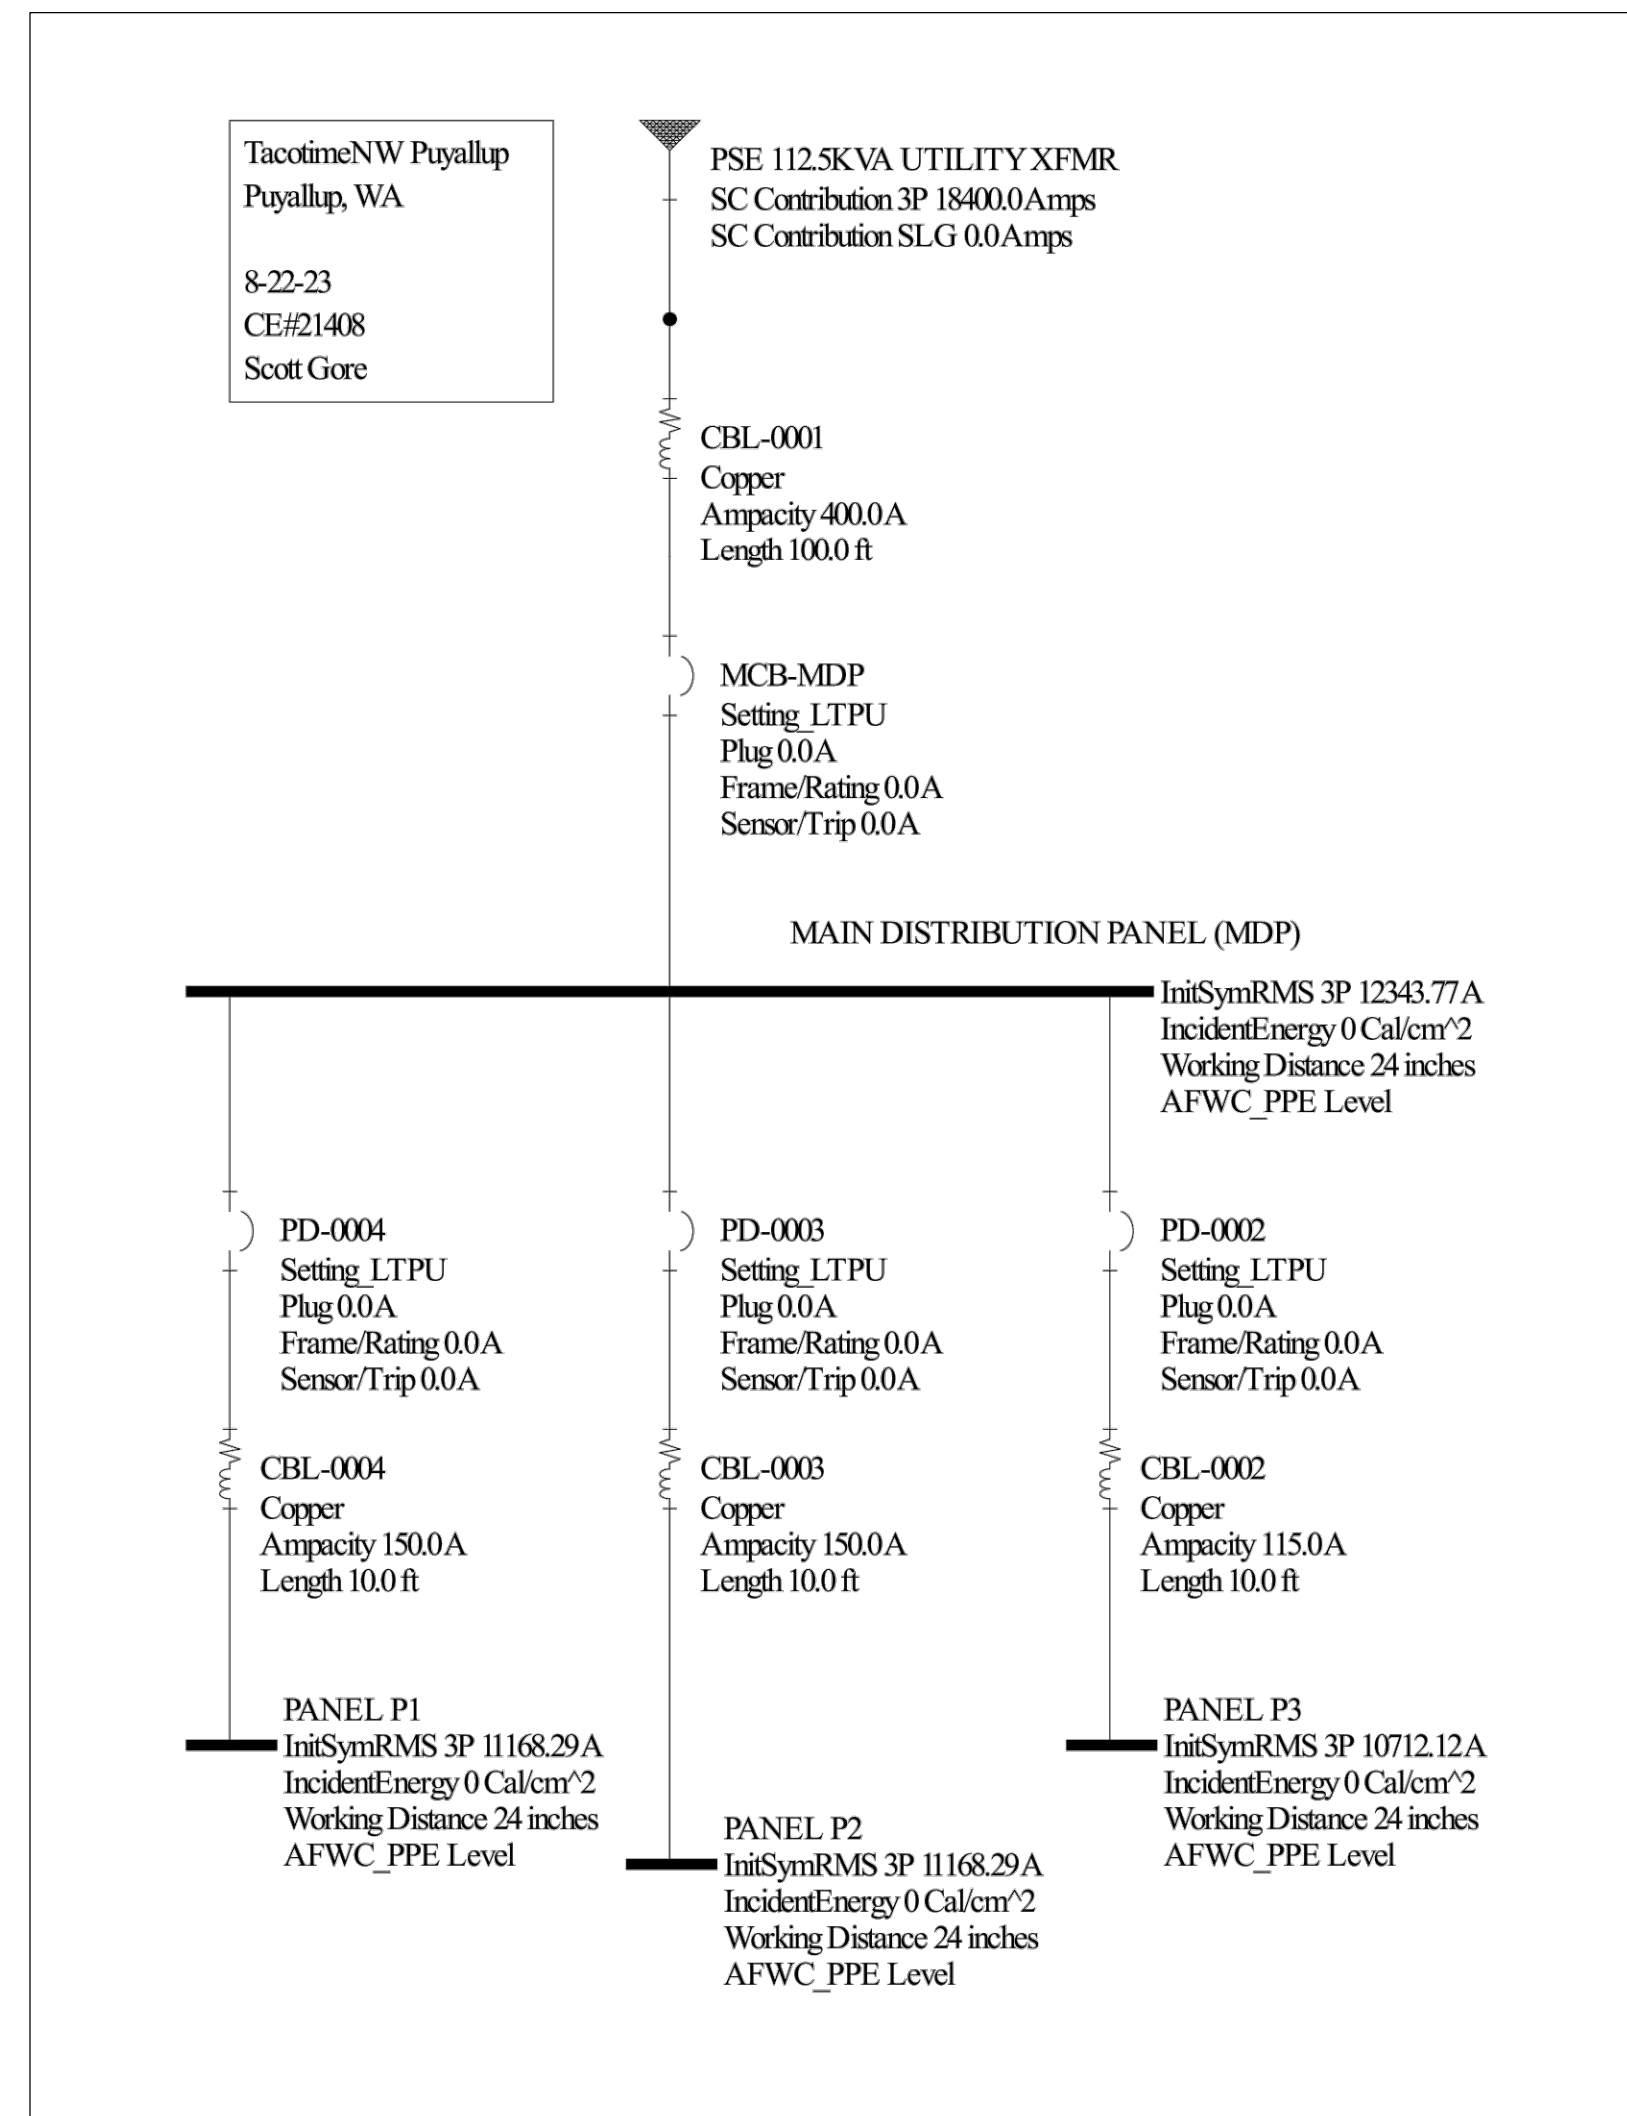 TacotimeNW Puyallup
Puyallup, WA
8-22-23
CE#21408
Scott Gore
PSE 112.5KVA UTILITY XFMR
SC Contribution 3P 18400.0 Amps
SC Contribution SLG 0.0 Amps
CBL-0001
Copper
Ampacity 400.0 A
Length 100.0 ft
MCB-MDP
Setting_LTPU
Plug 0.0 A
Frame/Rating 0.0 A
Sensor/Trip 0.0 A
MAIN DISTRIBUTION PANEL (MDP)
InitSymRMS 3P 12343.77 A
IncidentEnergy 0 Cal/cm^2
Working Distance 24 inches
AFWC_PPE Level
PD-0004
Setting_LTPU
Plug 0.0 A
Frame/Rating 0.0 A
Sensor/Trip 0.0 A
PD-0003
Setting_LTPU
Plug 0.0 A
Frame/Rating 0.0 A
Sensor/Trip 0.0 A
PD-0002
Setting_LTPU
Plug 0.0 A
Frame/Rating 0.0 A
Sensor/Trip 0.0 A
CBL-0004
Copper
Ampacity 150.0 A
Length 10.0 ft
CBL-0003
Copper
Ampacity 150.0 A
Length 10.0 ft
CBL-0002
Copper
Ampacity 115.0 A
Length 10.0 ft
PANEL P1
InitSymRMS 3P 11168.29 A
IncidentEnergy 0 Cal/cm^2
Working Distance 24 inches
AFWC_PPE Level
PANEL P2
InitSymRMS 3P 11168.29 A
IncidentEnergy 0 Cal/cm^2
Working Distance 24 inches
AFWC_PPE Level
PANEL P3
InitSymRMS 3P 10712.12 A
IncidentEnergy 0 Cal/cm^2
Working Distance 24 inches
AFWC_PPE Level